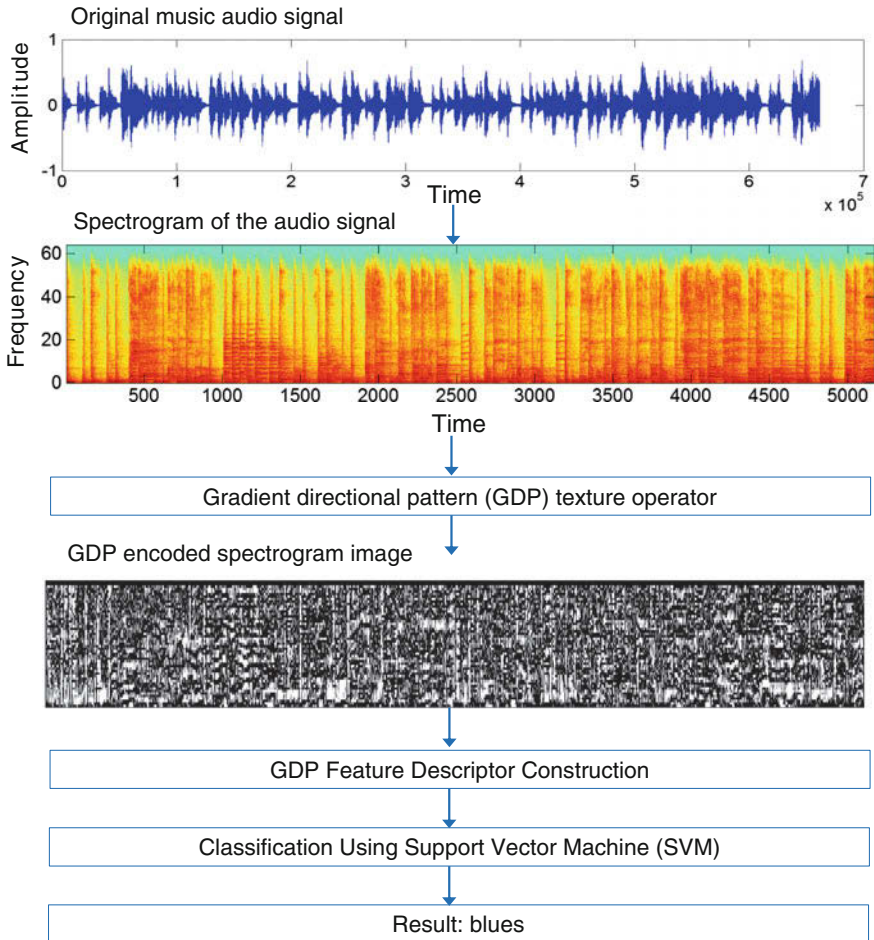 Original music audio signal
Amplitude
1
0
-1
0 1 2 3 4 5 6 7
x 10^5
Time
Spectrogram of the audio signal
Frequency
60
40
20
0
500 1000 1500 2000 2500 3000 3500 4000 4500 5000
Time
Gradient directional pattern (GDP) texture operator
GDP encoded spectrogram image
GDP Feature Descriptor Construction
Classification Using Support Vector Machine (SVM)
Result: blues